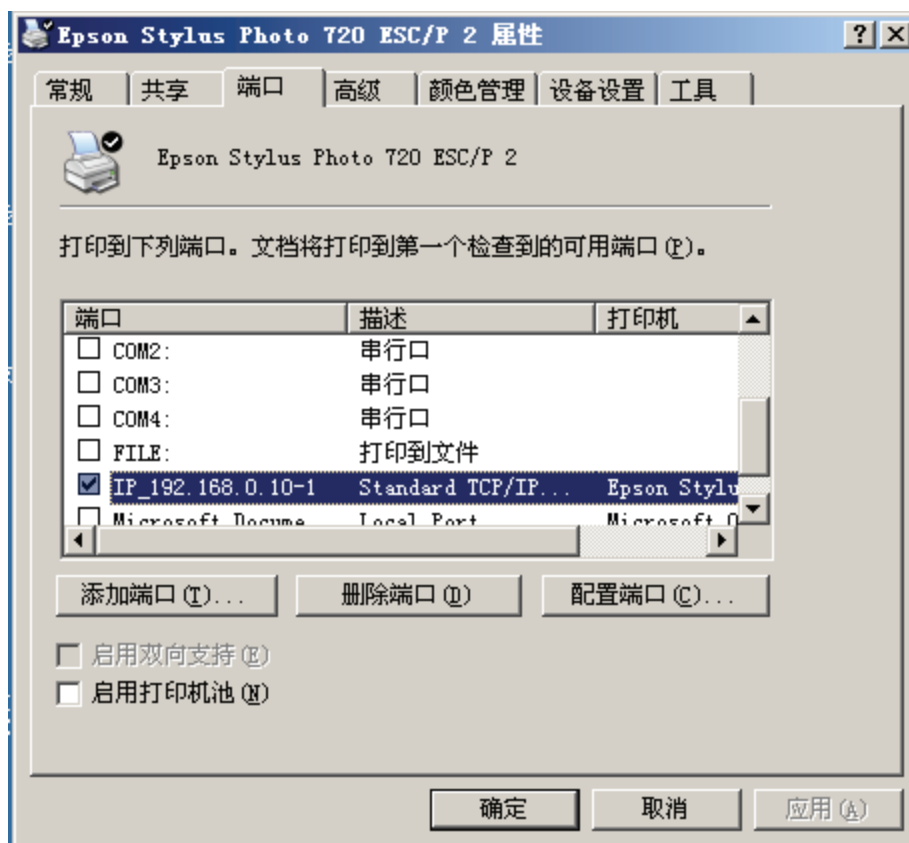 Epson Stylus Photo 720 ESC/P 2 属性
常规 共享 端口 高级 颜色管理 设备设置 工具
Epson Stylus Photo 720 ESC/P 2
打印到下列端口。文档将打印到第一个检查到的可用端口(P)。
端口 描述 打印机
COM2: 串行口
COM3: 串行口
COM4: 串行口
FILE: 打印到文件
IP_192.168.0.10-1 Standard TCP/IP... Epson Stylu
Microsoft Docume Local Port Microsoft O
添加端口(T)... 删除端口(D) 配置端口(C)...
启用双向支持(E)
启用打印机池(N)
确定 取消 应用(A)